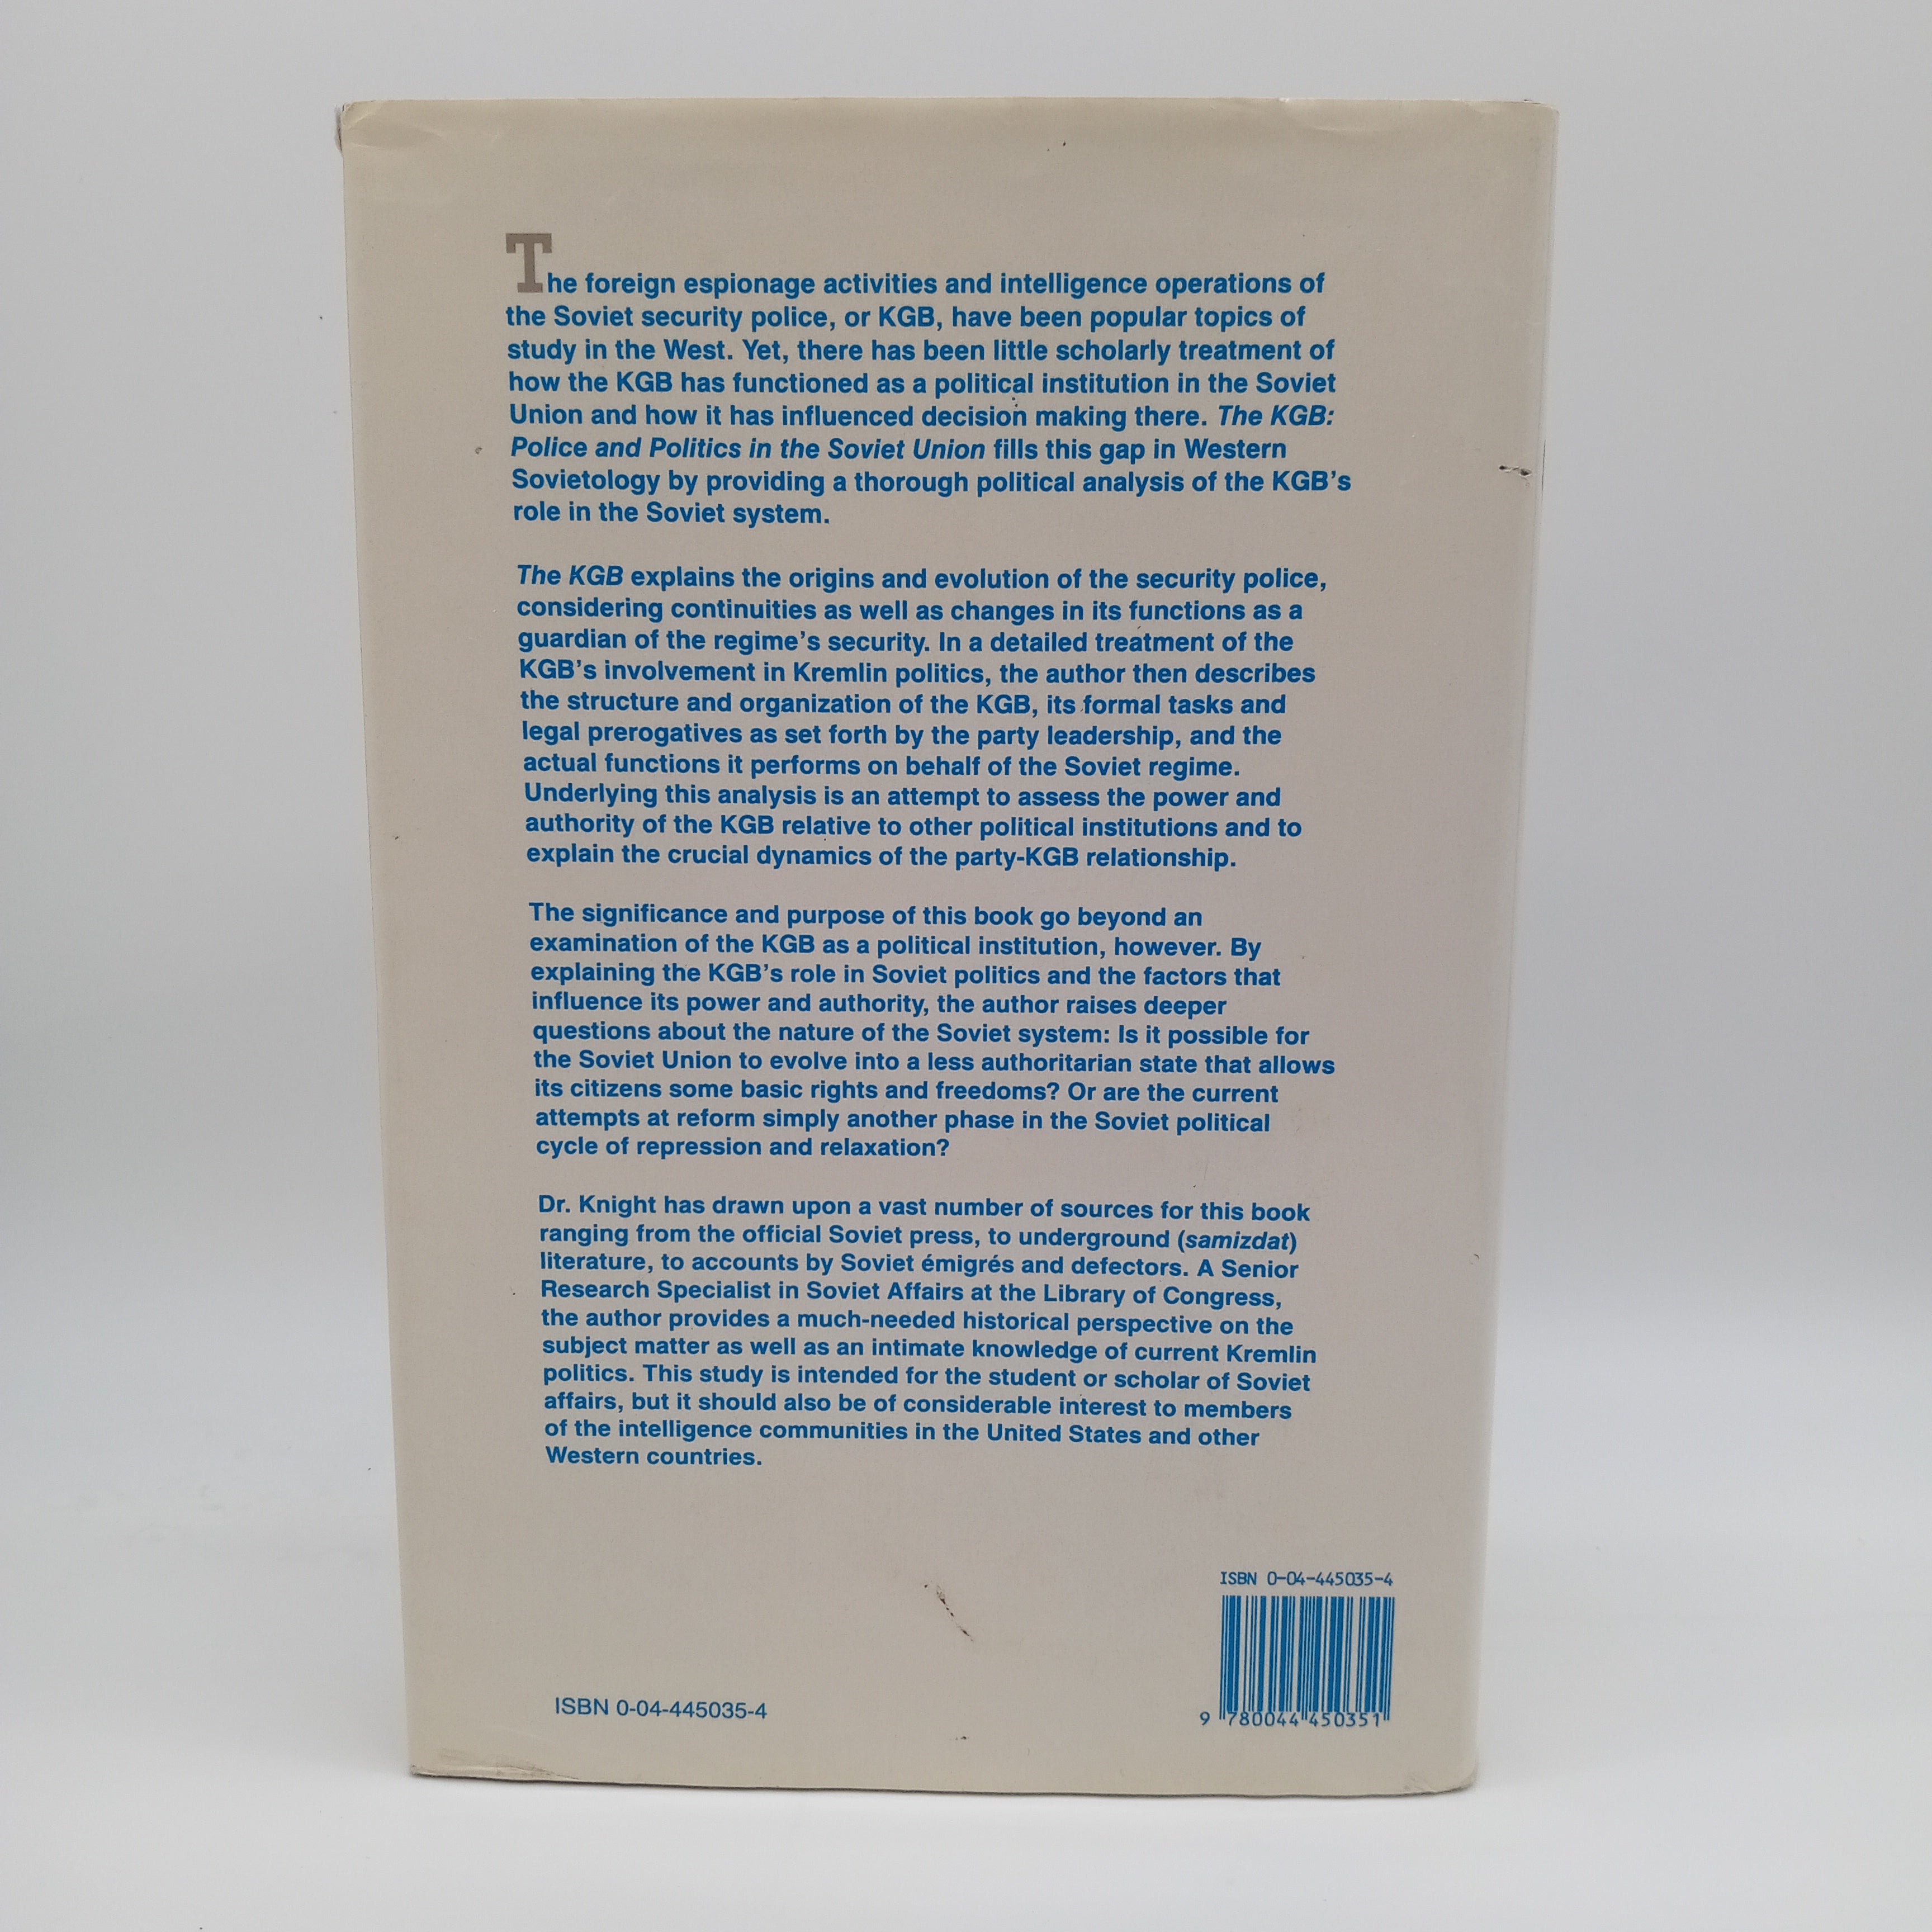 The foreign espionage activities and intelligence operations of
the Soviet security police, or KGB, have been popular topics of
study in the West. Yet, there has been little scholarly treatment of
how the KGB has functioned as a political institution in the Soviet
Union and how it has influenced decision making there. The KGB:
Police and Politics in the Soviet Union fills this gap in Western
Sovietology by providing a thorough political analysis of the KGB's
role in the Soviet system.
The KGB explains the origins and evolution of the security police,
considering continuities as well as changes in its functions as a
guardian of the regime's security. In a detailed treatment of the
KGB's involvement in Kremlin politics, the author then describes
the structure and organization of the KGB, its formal tasks and
legal prerogatives as set forth by the party leadership, and the
actual functions it performs on behalf of the Soviet regime.
Underlying this analysis is an attempt to assess the power and
authority of the KGB relative to other political institutions and to
explain the crucial dynamics of the party-KGB relationship.
The significance and purpose of this book go beyond an
examination of the KGB as a political institution, however. By
explaining the KGB's role in Soviet politics and the factors that
influence its power and authority, the author raises deeper
questions about the nature of the Soviet system: Is it possible for
the Soviet Union to evolve into a less authoritarian state that allows
its citizens some basic rights and freedoms? Or are the current
attempts at reform simply another phase in the Soviet political
cycle of repression and relaxation?
Dr. Knight has drawn upon a vast number of sources for this book
ranging from the official Soviet press, to underground (samizdat)
literature, to accounts by Soviet émigrés and defectors. A Senior
Research Specialist in Soviet Affairs at the Library of Congress,
the author provides a much-needed historical perspective on the
subject matter as well as an intimate knowledge of current Kremlin
politics. This study is intended for the student or scholar of Soviet
affairs, but it should also be of considerable interest to members
of the intelligence communities in the United States and other
Western countries.
ISBN 0-04-445035-4
9 780044 450351
ISBN 0-04-445035-4